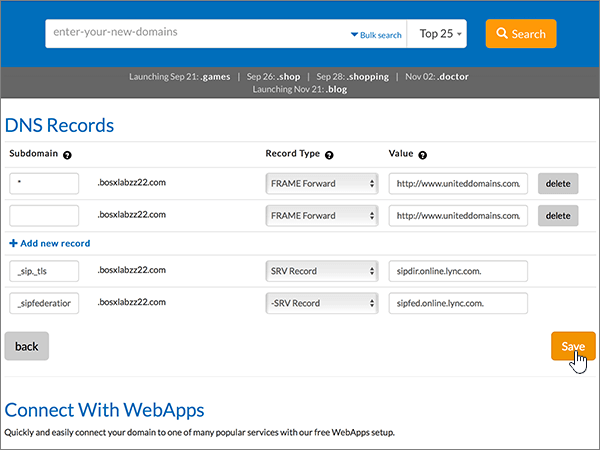 enter-your-new-domains Bulk search Top 25 Search
Launching Sep 21: .games | Sep 26: .shop | Sep 28: .shopping | Nov 02: .doctor
Launching Nov 21: .blog
DNS Records
Subdomain ? Record Type ? Value ?
* .bosxlabzz22.com FRAME Forward http://www.uniteddomains.com, delete
.bosxlabzz22.com FRAME Forward http://www.uniteddomains.com, delete
+ Add new record
_sip._tls .bosxlabzz22.com SRV Record sipdir.online.lync.com.
_sipfederation .bosxlabzz22.com -SRV Record sipfed.online.lync.com.
back Save
Connect With WebApps
Quickly and easily connect your domain to one of many popular services with our free WebApps setup.